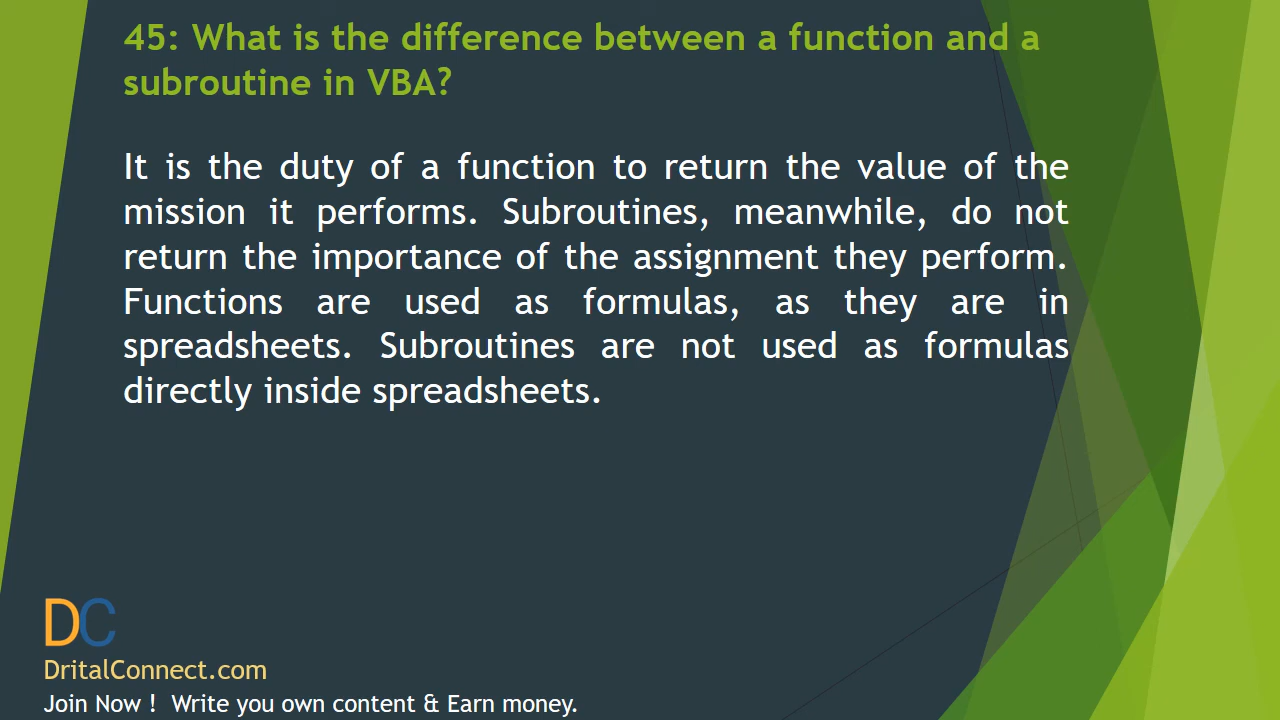 45: What is the difference between a function and a
subroutine in VBA?
It is the duty of a function to return the value of the
mission it performs. Subroutines, meanwhile, do not
return the importance of the assignment they perform.
Functions are used as formulas, as they are in
spreadsheets. Subroutines are not used as formulas
directly inside spreadsheets.
DC
DritalConnect.com
Join Now ! Write you own content & Earn money.